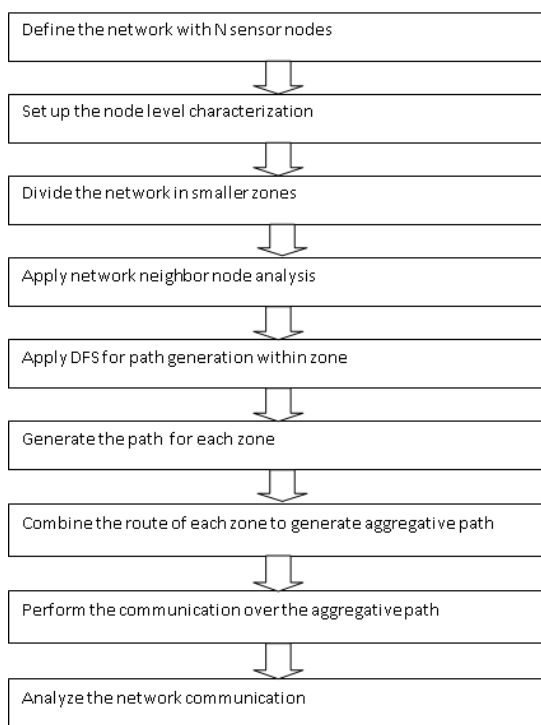 Define the network with N sensor nodes
Set up the node level characterization
Divide the network in smaller zones
Apply network neighbor node analysis
Apply DFS for path generation within zone
Generate the path for each zone
Combine the route of each zone to generate aggregative path
Perform the communication over the aggregative path
Analyze the network communication